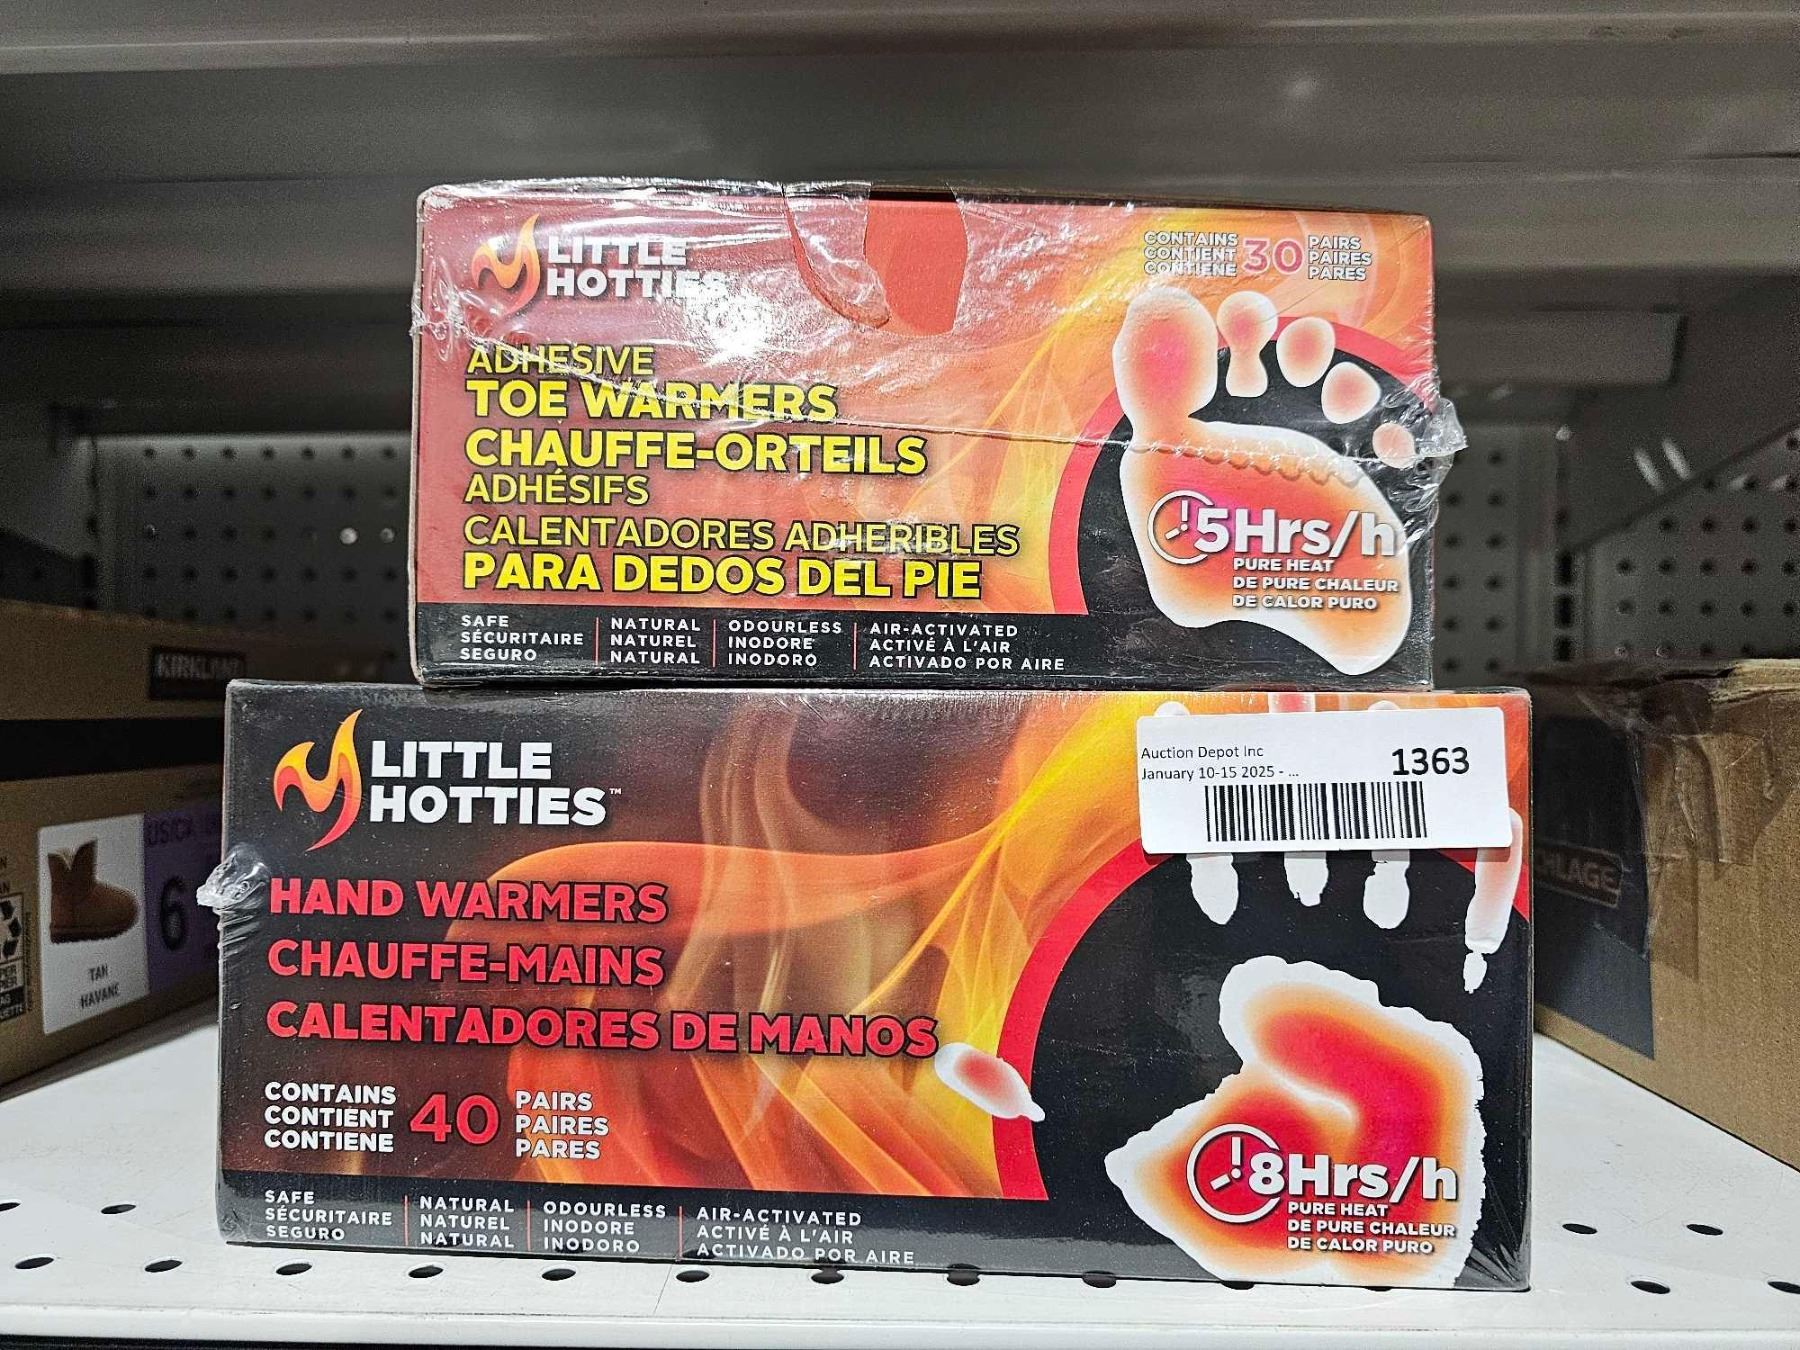 LITTLE
HOTTIES
CONTAINS
CONTIENT
CONTIENE
30
PAIRS
PAIRES
PARES
ADHESIVE
TOE WARMERS
CHAUFFE-ORTEILS
ADHÉSIFS
CALENTADORES ADHERIBLES
PARA DEDOS DEL PIE
5Hrs/h
PURE HEAT
DE PURE CHALEUR
DE CALOR PURO
SAFE
SÉCURITAIRE
SEGURO
NATURAL
NATUREL
NATURAL
ODOURLESS
INODORE
INODORO
AIR-ACTIVATED
ACTIVÉ À L'AIR
ACTIVADO POR AIRE
LITTLE
HOTTIES™
Auction Depot Inc
January 10-15 2025 - ...
1363
HAND WARMERS
CHAUFFE-MAINS
CALENTADORES DE MANOS
CONTAINS
CONTIENT
CONTIENE
40
PAIRS
PAIRES
PARES
8Hrs/h
PURE HEAT
DE PURE CHALEUR
DE CALOR PURO
SAFE
SÉCURITAIRE
SEGURO
NATURAL
NATUREL
NATURAL
ODOURLESS
INODORE
INODORO
AIR-ACTIVATED
ACTIVÉ À L'AIR
ACTIVADO POR AIRE
KIRKLAND
6
TAN
HAVANE